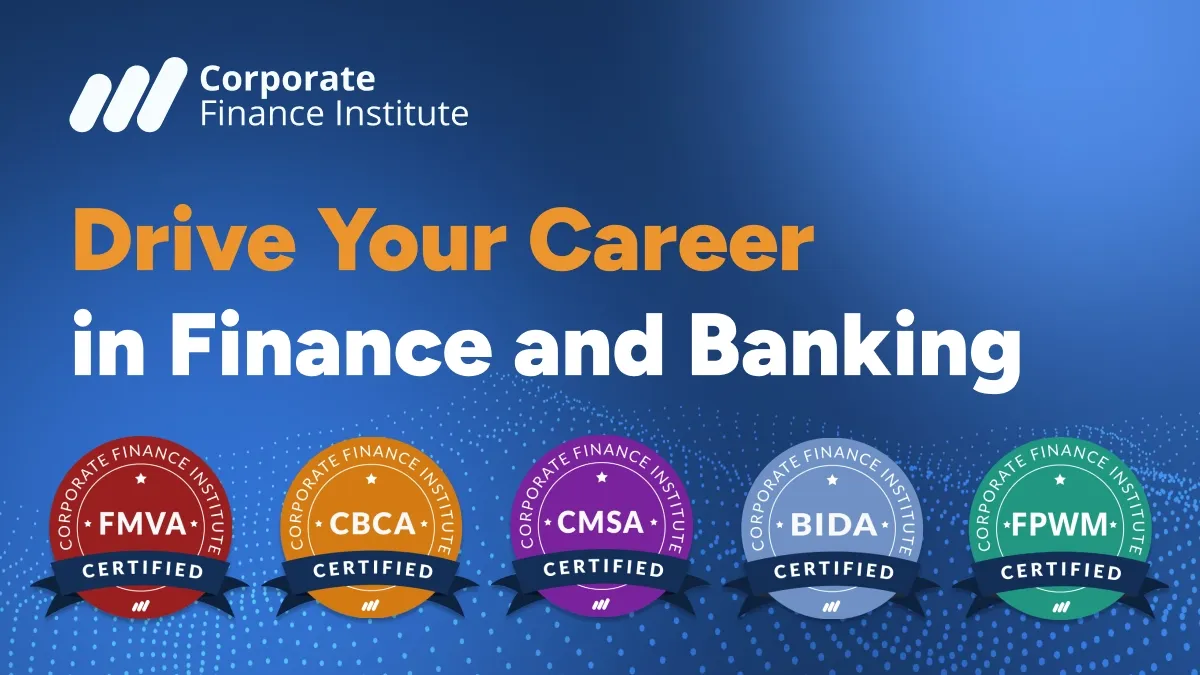 Corporate
Finance Institute
Drive Your Career
in Finance and Banking
CORPORATE FINANCE INSTITUTE
FMVA
CERTIFIED
CORPORATE FINANCE INSTITUTE
CBCA
CERTIFIED
CORPORATE FINANCE INSTITUTE
CMSA
CERTIFIED
CORPORATE FINANCE INSTITUTE
BIDA
CERTIFIED
CORPORATE FINANCE INSTITUTE
FPWM
CERTIFIED